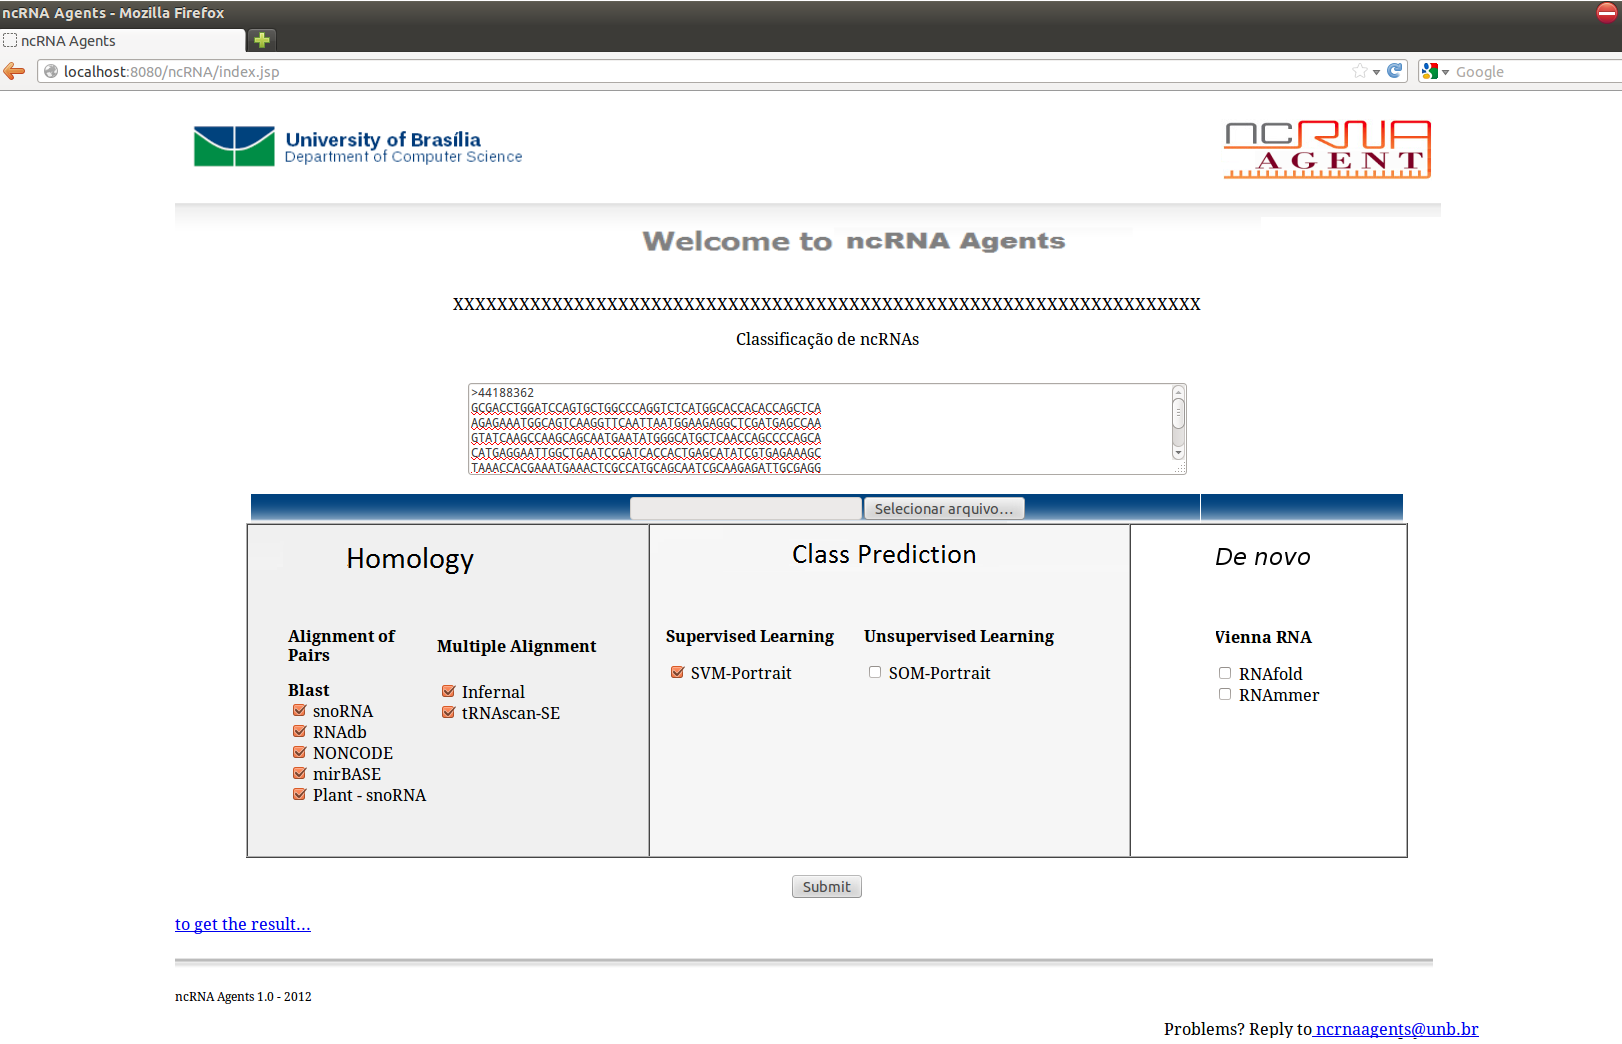 ncRNA Agents - Mozilla Firefox
ncRNA Agents
localhost:8080/ncRNA/index.jsp
Google
University of Brasília
Department of Computer Science
ncRNA
AGENT
Welcome to ncRNA Agents
XXXXXXXXXXXXXXXXXXXXXXXXXXXXXXXXXXXXXXXXXXXXXXXXXXXXXXXXXXXXXXXXXXXX
Classificação de ncRNAs
>44188362
GCGACCTGGATCCAGTGCTGGCCCAGGTCTCATGGCACCACACCAGCTCA
AGAGAAATGGCAGTCAAGGTTCAATTAATGGAAGAGGCTCGATGAGCCAA
GTATCAAGCCAAGCAGCAATGAATATGGGCATGCTCAACCAGCCCCAGCA
CATGAGGAATTGGCTGAATCCGATCACCACTGAGCATATCGTGAGAAAGC
TAAACCACGAAATGAAACTCGCCATGCAGCAATCGCAAGAGATTGCGAGG
Selecionar arquivo...
Homology
Class Prediction
De novo
Alignment of
Pairs
Multiple Alignment
Supervised Learning
Unsupervised Learning
Vienna RNA
SVM-Portrait
SOM-Portrait
RNAfold
RNAmmer
Blast
Infernal
tRNAscan-SE
snoRNA
RNAdb
NONCODE
mirBASE
Plant - snoRNA
Submit
to get the result...
ncRNA Agents 1.0 - 2012
Problems? Reply to ncrnaagents@unb.br